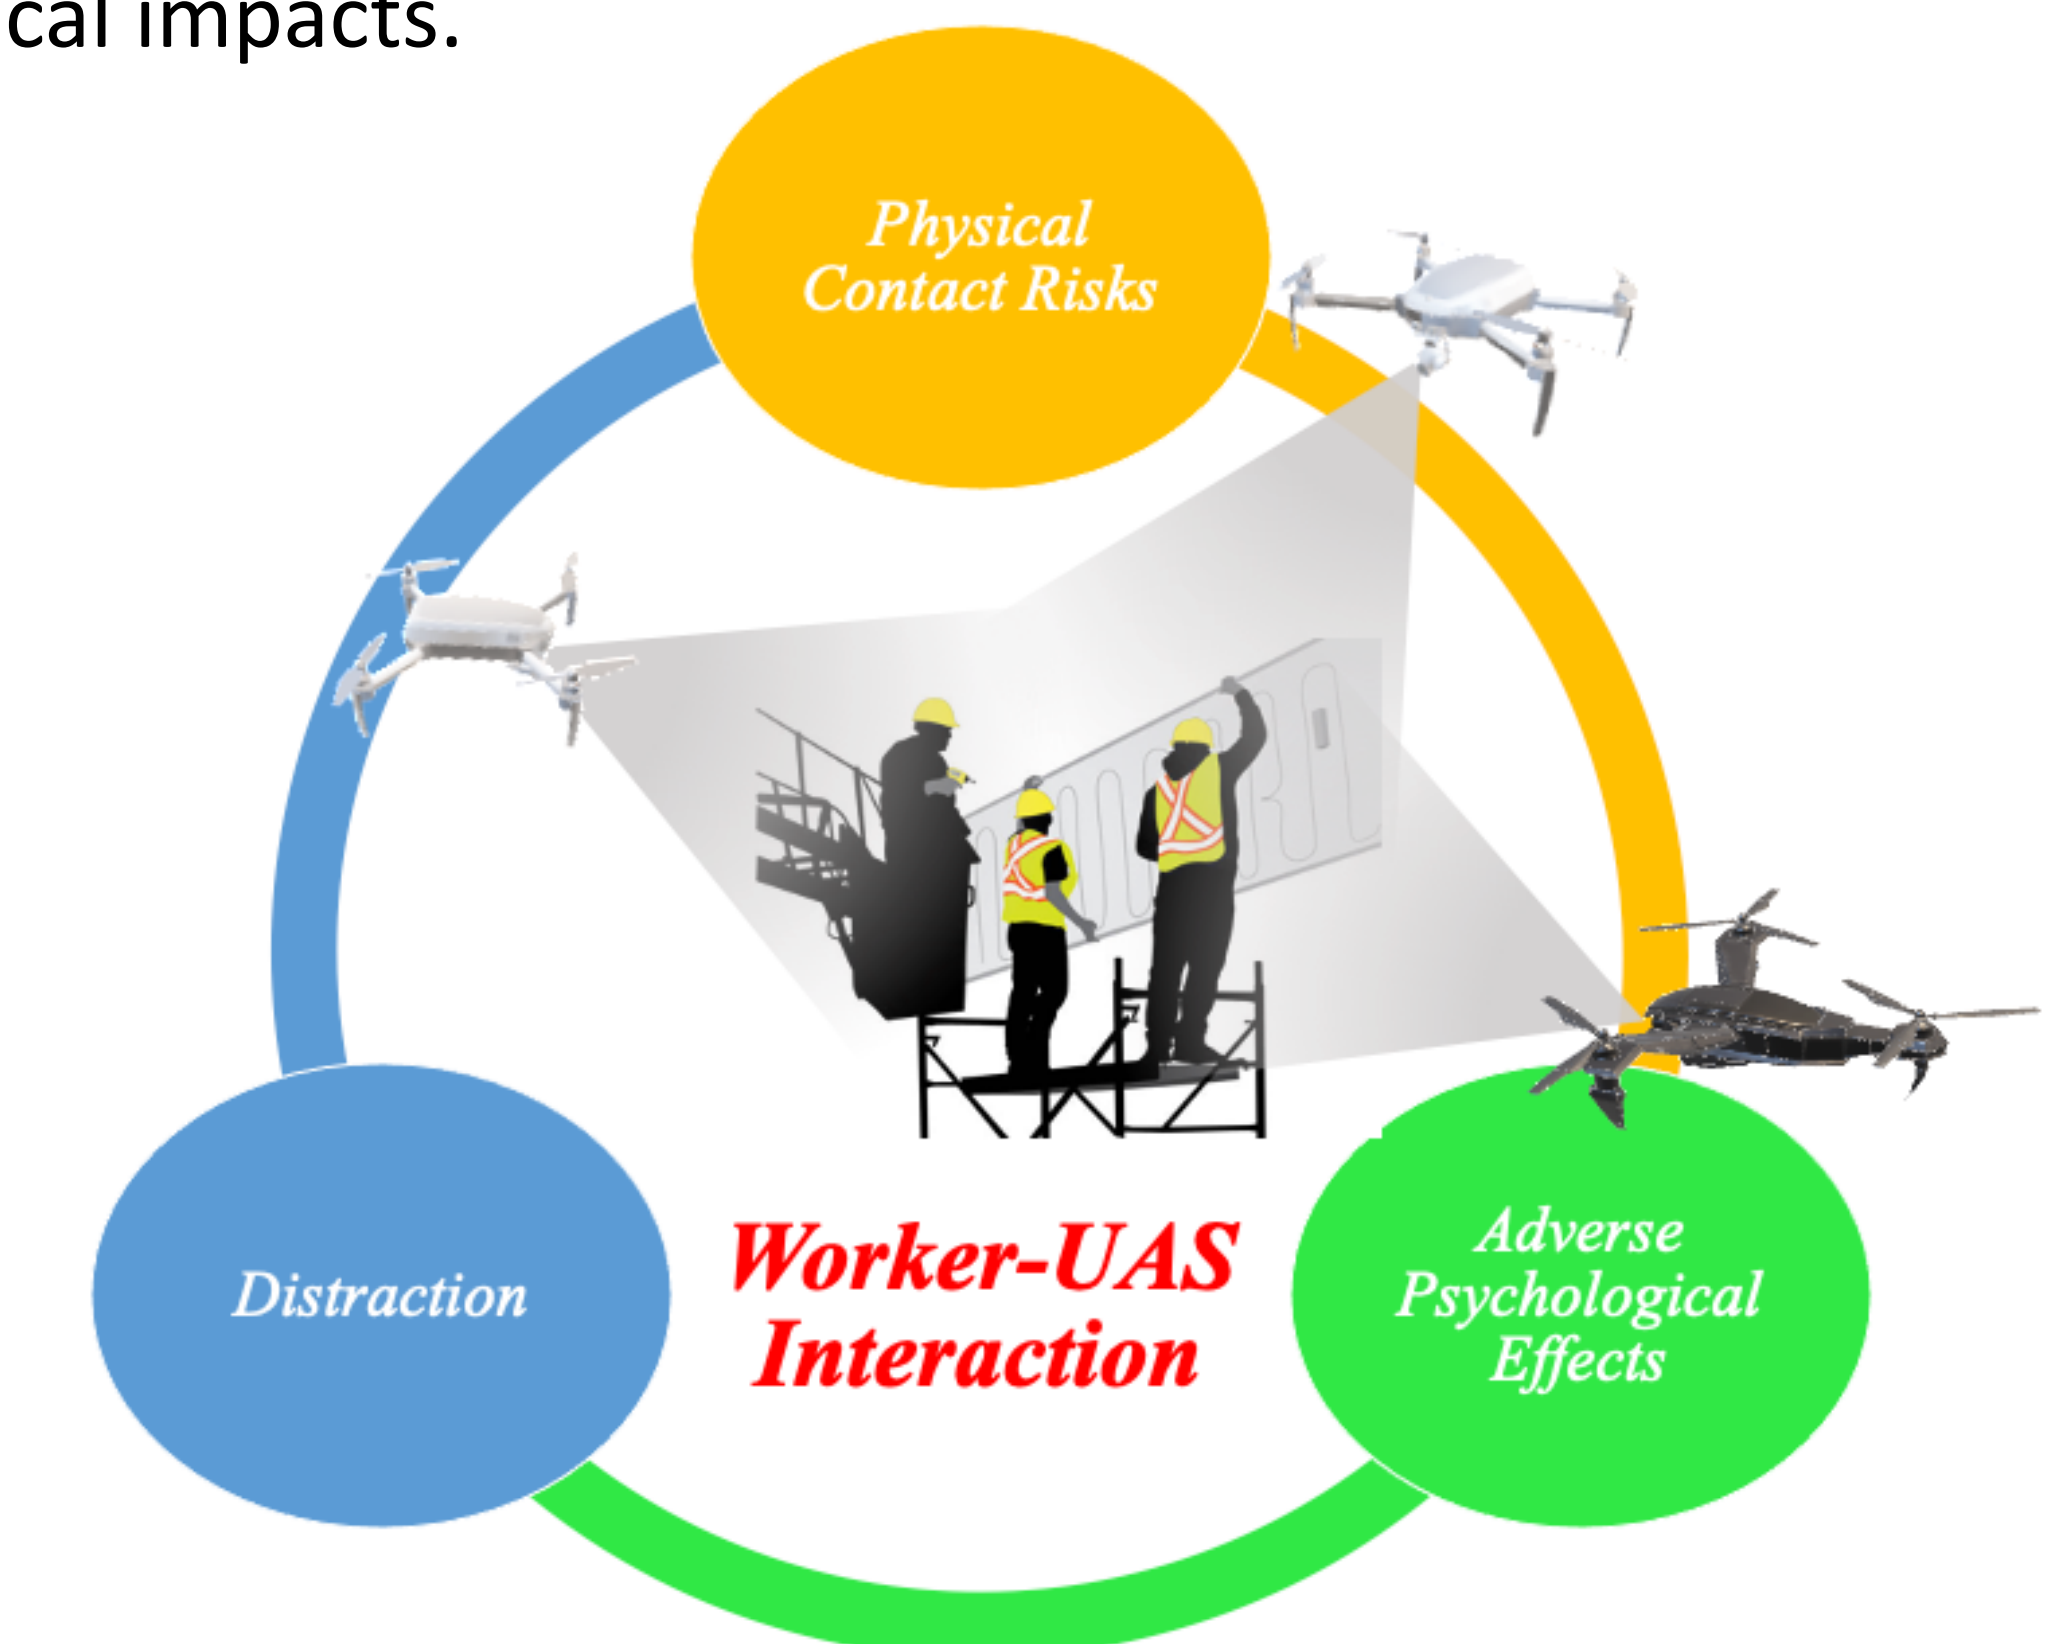 cal impacts.
Physical
Contact Risks
Distraction
Worker-UAS
Interaction
Adverse
Psychological
Effects